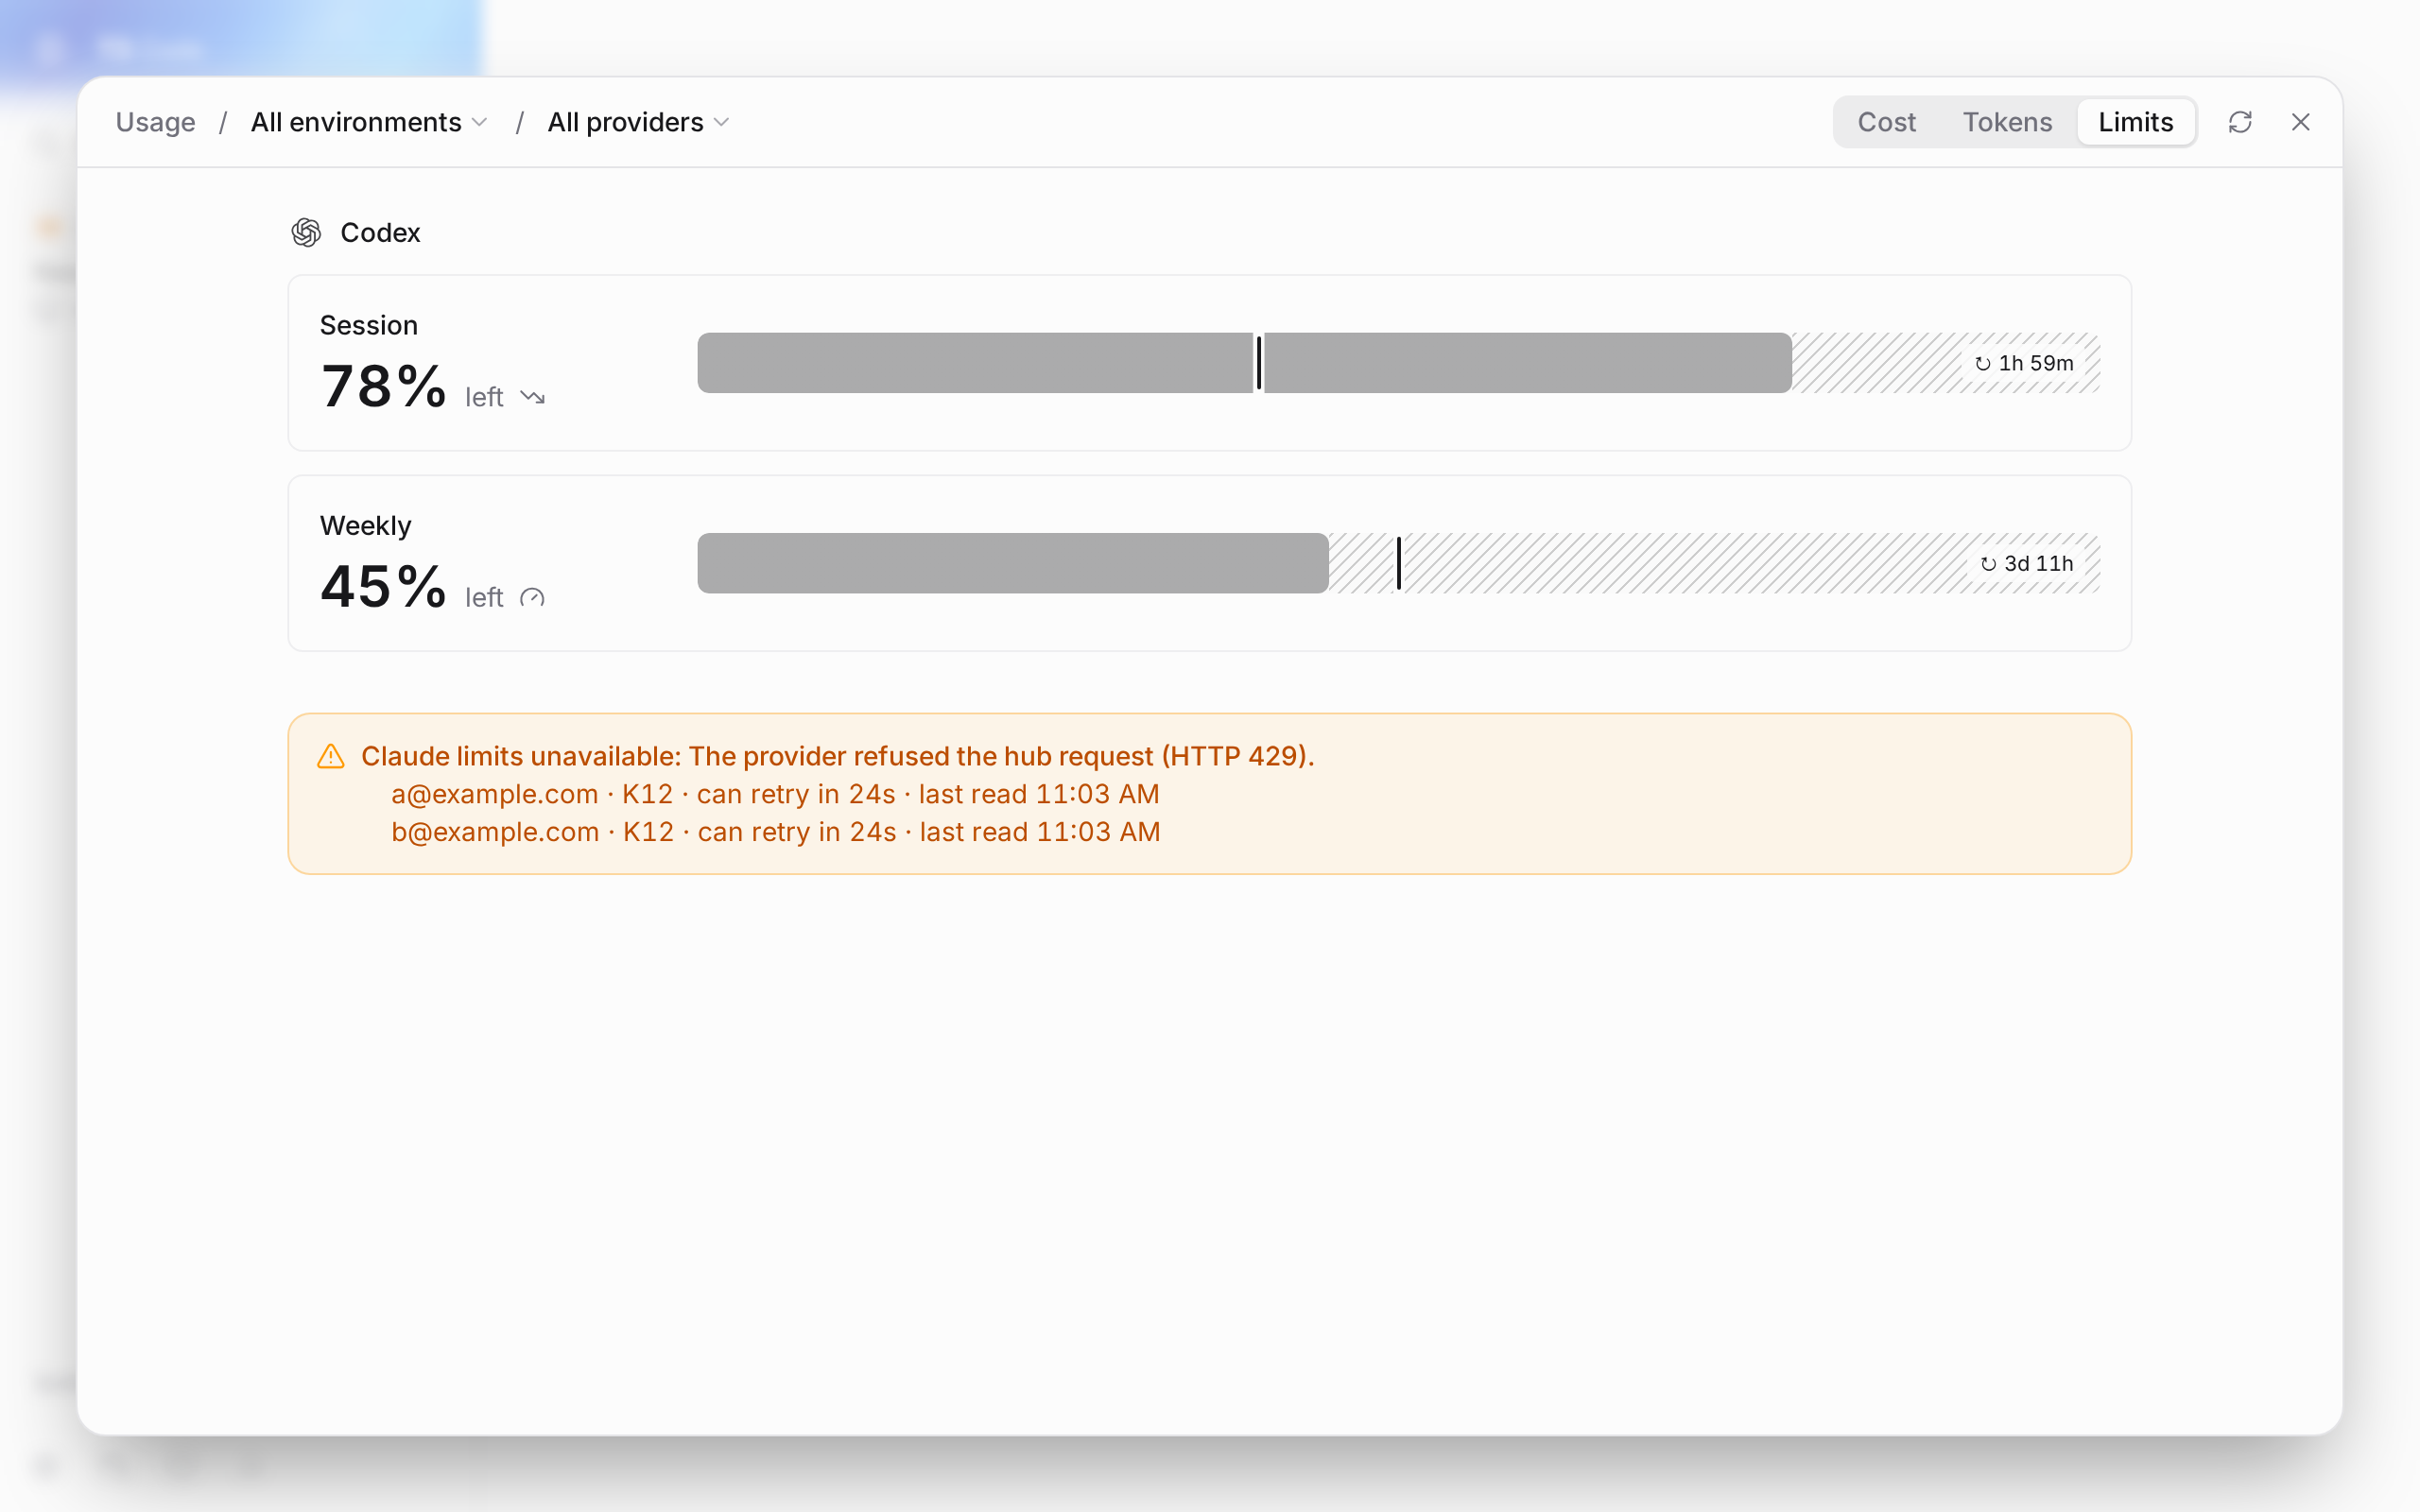 Usage / All environments / All providers
Cost Tokens Limits
Codex
Session
78% left
1h 59m
Weekly
45% left
3d 11h
Claude limits unavailable: The provider refused the hub request (HTTP 429).
a@example.com · K12 · can retry in 24s · last read 11:03 AM
b@example.com · K12 · can retry in 24s · last read 11:03 AM